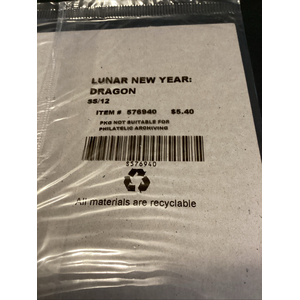 LUNAR NEW YEAR:
DRAGON
SS/12
ITEM # 576940 $5.40
PKG NOT SUITABLE FOR
PHILATELIC ARCHIVING
S576940
All materials are recyclable